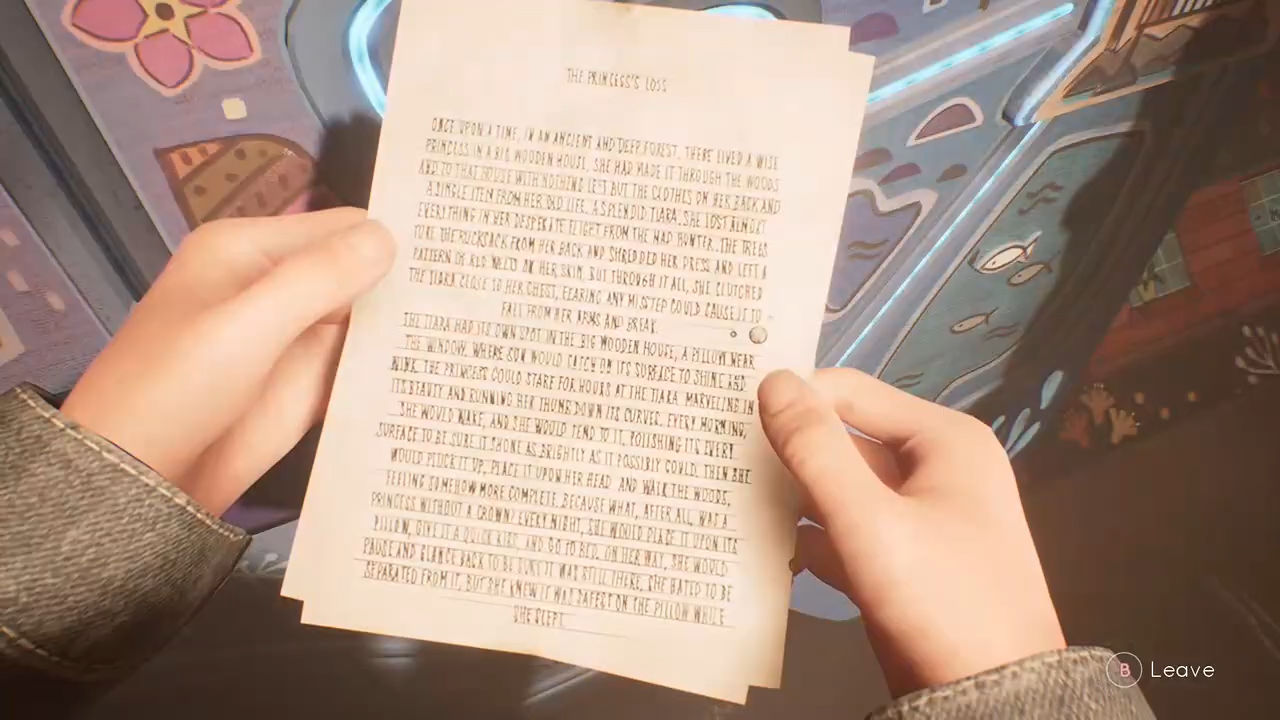 THE PRINCESS'S LOSS
ONCE UPON A TIME, IN AN ANCIENT AND DEEP FOREST, THERE LIVED A WISE
PRINCESS IN A BIG WOODEN HOUSE. SHE HAD MADE IT THROUGH THE WOODS
AND TO THAT HOUSE WITH NOTHING LEFT BUT THE CLOTHES ON HER BACK AND
A SINGLE ITEM FROM HER OLD LIFE, A SPLENDID TIARA. SHE LOST ALMOST
EVERYTHING IN HER DESPERATE FLIGHT FROM THE MAD HUNTER. THE TREES
TORE THE RUCKSACK FROM HER BACK AND SHREDDED HER DRESS AND LEFT A
PATTERN OF RED WELTS ON HER SKIN. BUT THROUGH IT ALL, SHE CLUTCHED
THE TIARA CLOSE TO HER CHEST, FEARING ANY MISSTEP COULD CAUSE IT TO
FALL FROM HER ARMS AND BREAK.
THE TIARA HAD ITS OWN SPOT IN THE BIG WOODEN HOUSE, A PILLOW NEAR
THE WINDOW, WHERE SUN WOULD CATCH ON ITS SURFACE TO SHINE AND
WINK. THE PRINCESS COULD STARE FOR HOURS AT THE TIARA, MARVELING IN
ITS BEAUTY AND RUNNING HER THUMB DOWN ITS CURVES. EVERY MORNING,
SHE WOULD WAKE, AND SHE WOULD TEND TO IT, POLISHING ITS EVERY
SURFACE TO BE SURE IT SHONE AS BRIGHTLY AS IT POSSIBLY COULD. THEN SHE
WOULD PLUCK IT UP, PLACE IT UPON HER HEAD, AND WALK THE WOODS,
FEELING SOMEHOW MORE COMPLETE, BECAUSE WHAT, AFTER ALL, WAS A
PRINCESS WITHOUT A CROWN? EVERY NIGHT, SHE WOULD PLACE IT UPON ITS
PILLOW, GIVE IT A QUICK KISS, AND GO TO BED. ON HER WAY, SHE WOULD
PAUSE AND GLANCE BACK TO BE SURE IT WAS STILL THERE. SHE HATED TO BE
SEPARATED FROM IT, BUT SHE KNEW IT WAS SAFEST ON THE PILLOW WHILE
SHE SLEPT.
B Leave